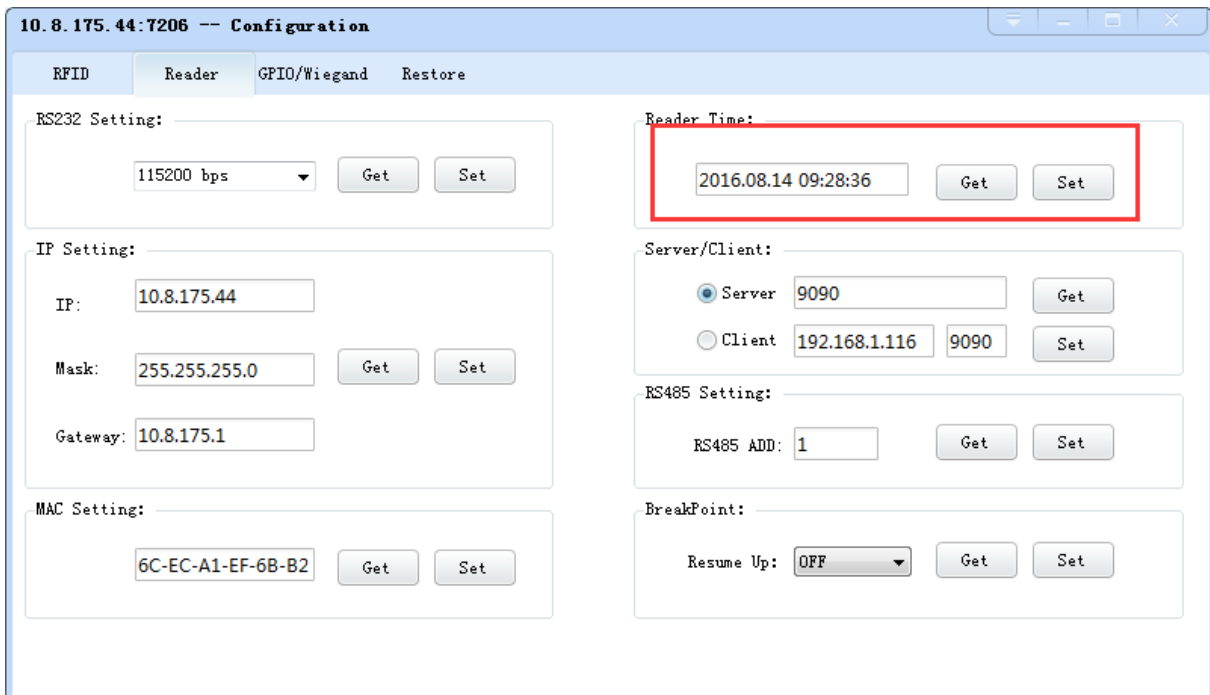 10.8.175.44:7206 -- Configuration
RFID Reader GPIO/Wiegand Restore
RS232 Setting:
115200 bps Get Set
IP Setting:
IP: 10.8.175.44
Mask: 255.255.255.0 Get Set
Gateway: 10.8.175.1
MAC Setting:
6C-EC-A1-EF-6B-B2 Get Set
Reader Time:
2016.08.14 09:28:36 Get Set
Server/Client:
Server 9090 Get
Client 192.168.1.116 9090 Set
RS485 Setting:
RS485 ADD: 1 Get Set
BreakPoint:
Resume Up: OFF Get Set